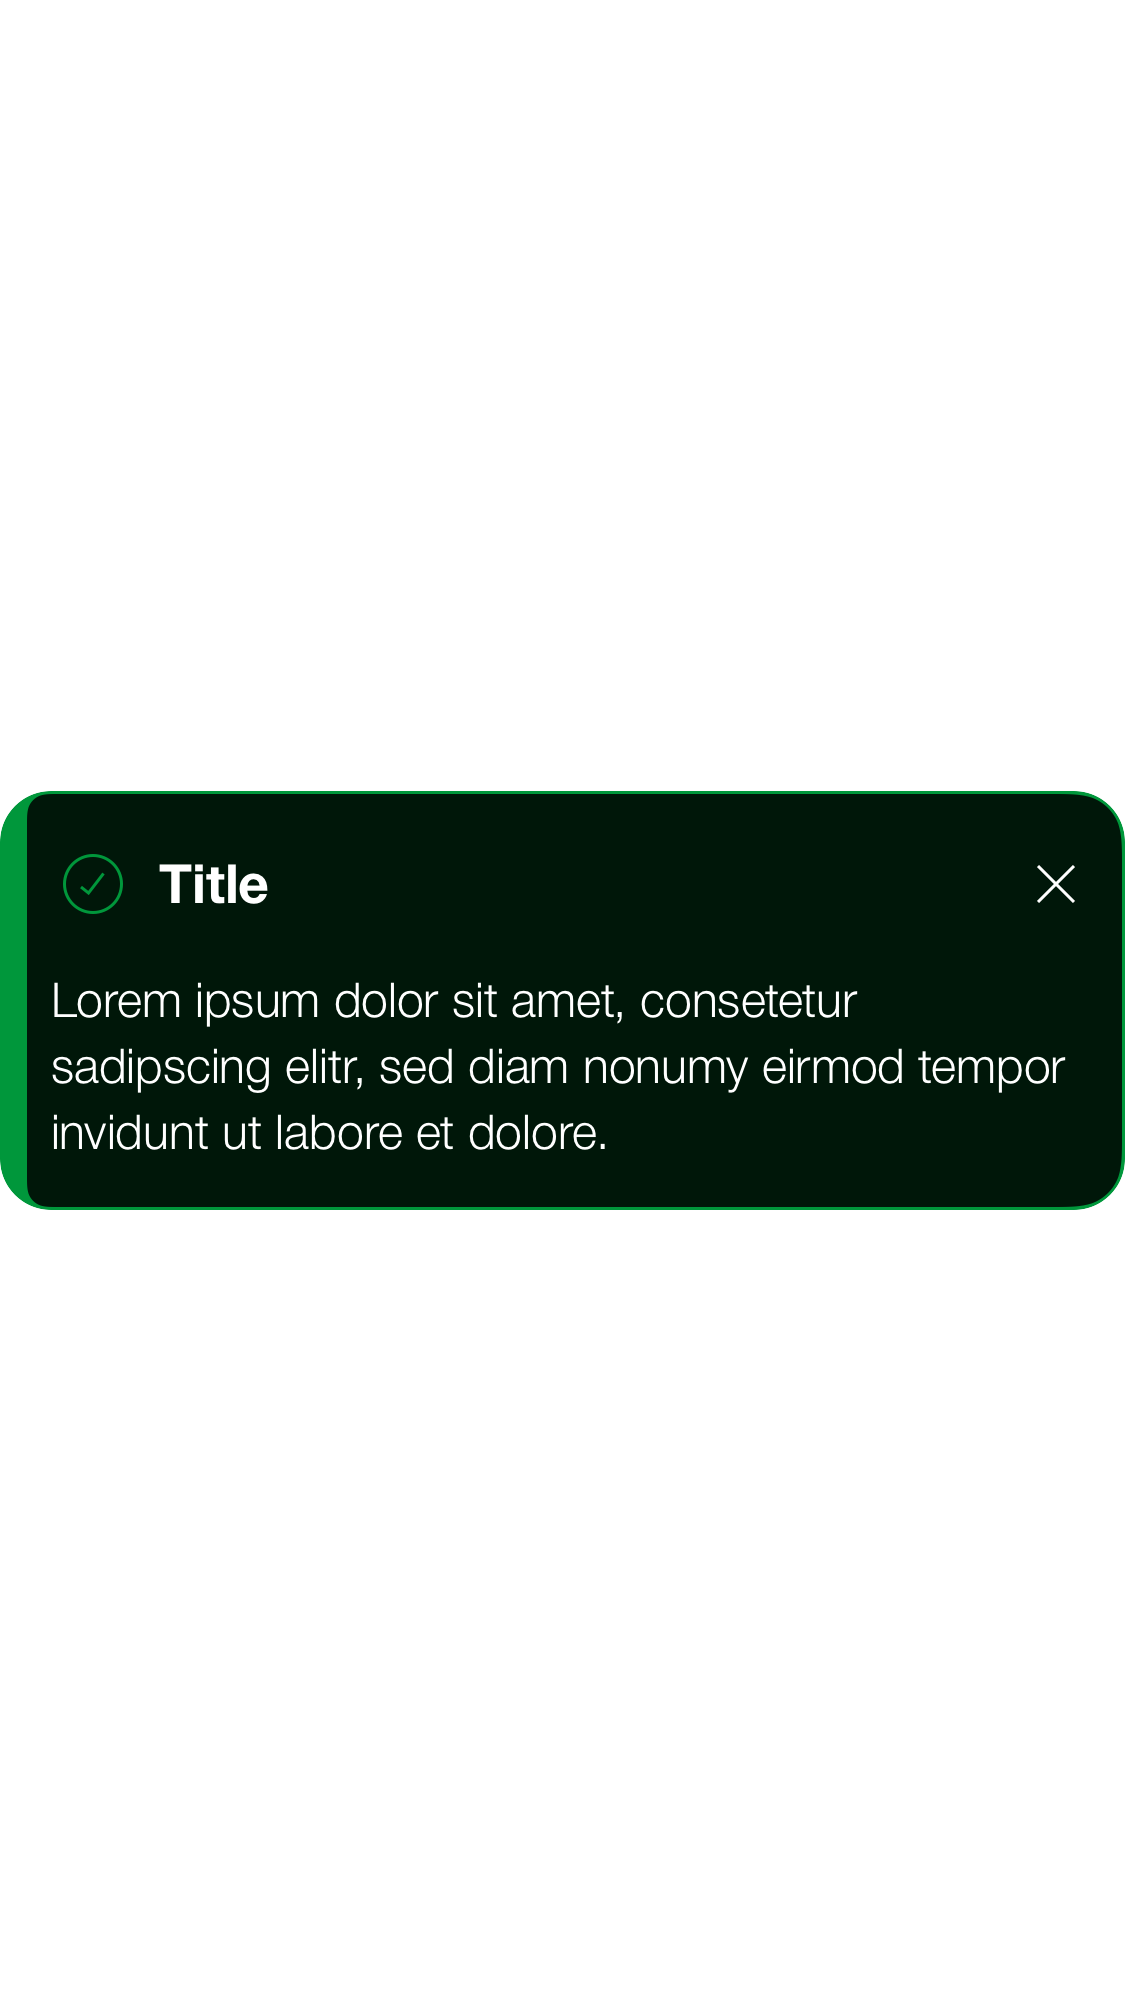 Title
Lorem ipsum dolor sit amet, consetetur
sadipscing elitr, sed diam nonumy eirmod tempor
invidunt ut labore et dolore.